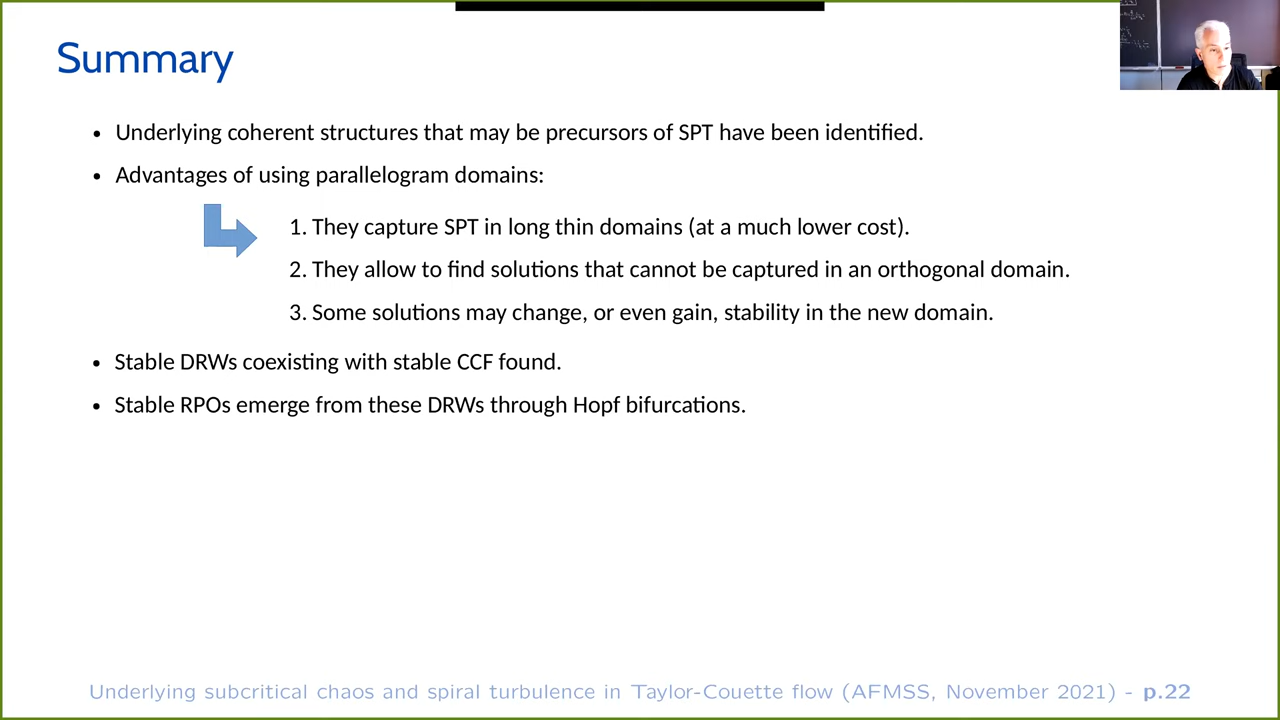 Summary
• Underlying coherent structures that may be precursors of SPT have been identified.
• Advantages of using parallelogram domains:
1. They capture SPT in long thin domains (at a much lower cost).
2. They allow to find solutions that cannot be captured in an orthogonal domain.
3. Some solutions may change, or even gain, stability in the new domain.
• Stable DRWs coexisting with stable CCF found.
• Stable RPOs emerge from these DRWs through Hopf bifurcations.
Underlying subcritical chaos and spiral turbulence in Taylor-Couette flow (AFMSS, November 2021) - p.22